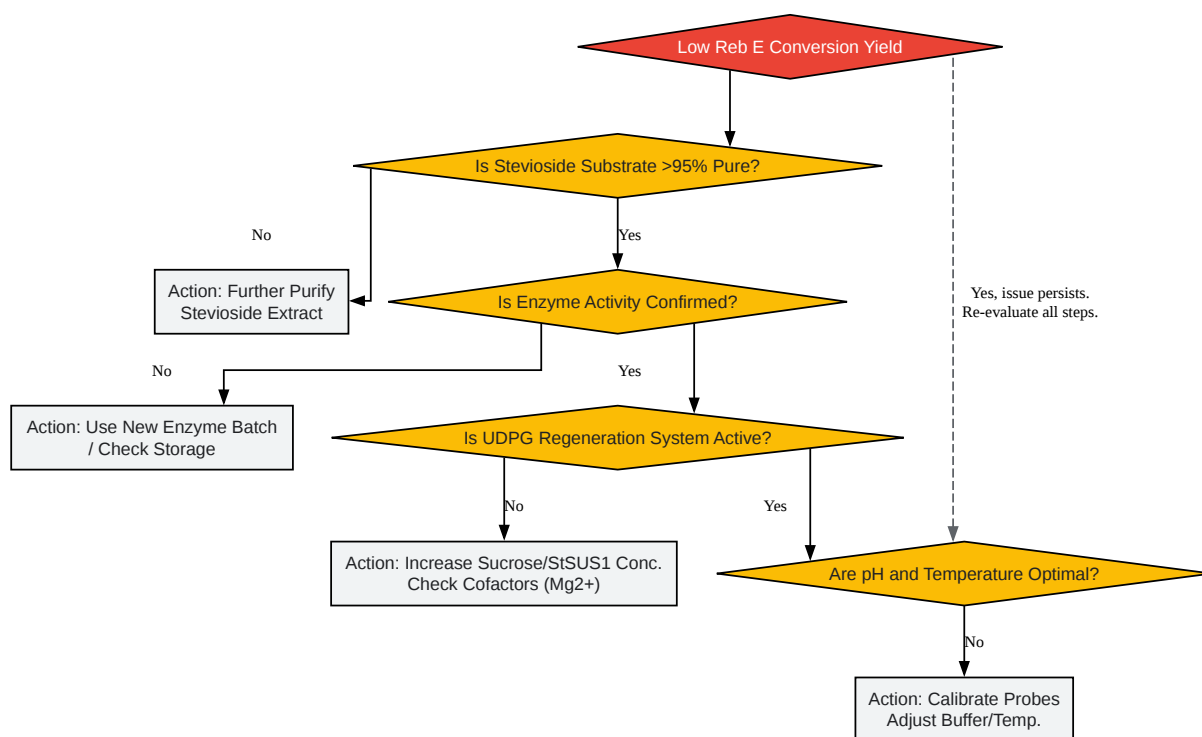 Low Reb E Conversion Yield
Is Stevioside Substrate >95% Pure?
No
Yes
Action: Further Purify
Stevioside Extract
Is Enzyme Activity Confirmed?
Yes, issue persists.
Re-evaluate all steps.
No
Yes
Action: Use New Enzyme Batch
/ Check Storage
Is UDPG Regeneration System Active?
No
Yes
Action: Increase Sucrose/StSUS1 Conc.
Check Cofactors (Mg2+)
Are pH and Temperature Optimal?
No
Action: Calibrate Probes
Adjust Buffer/Temp.